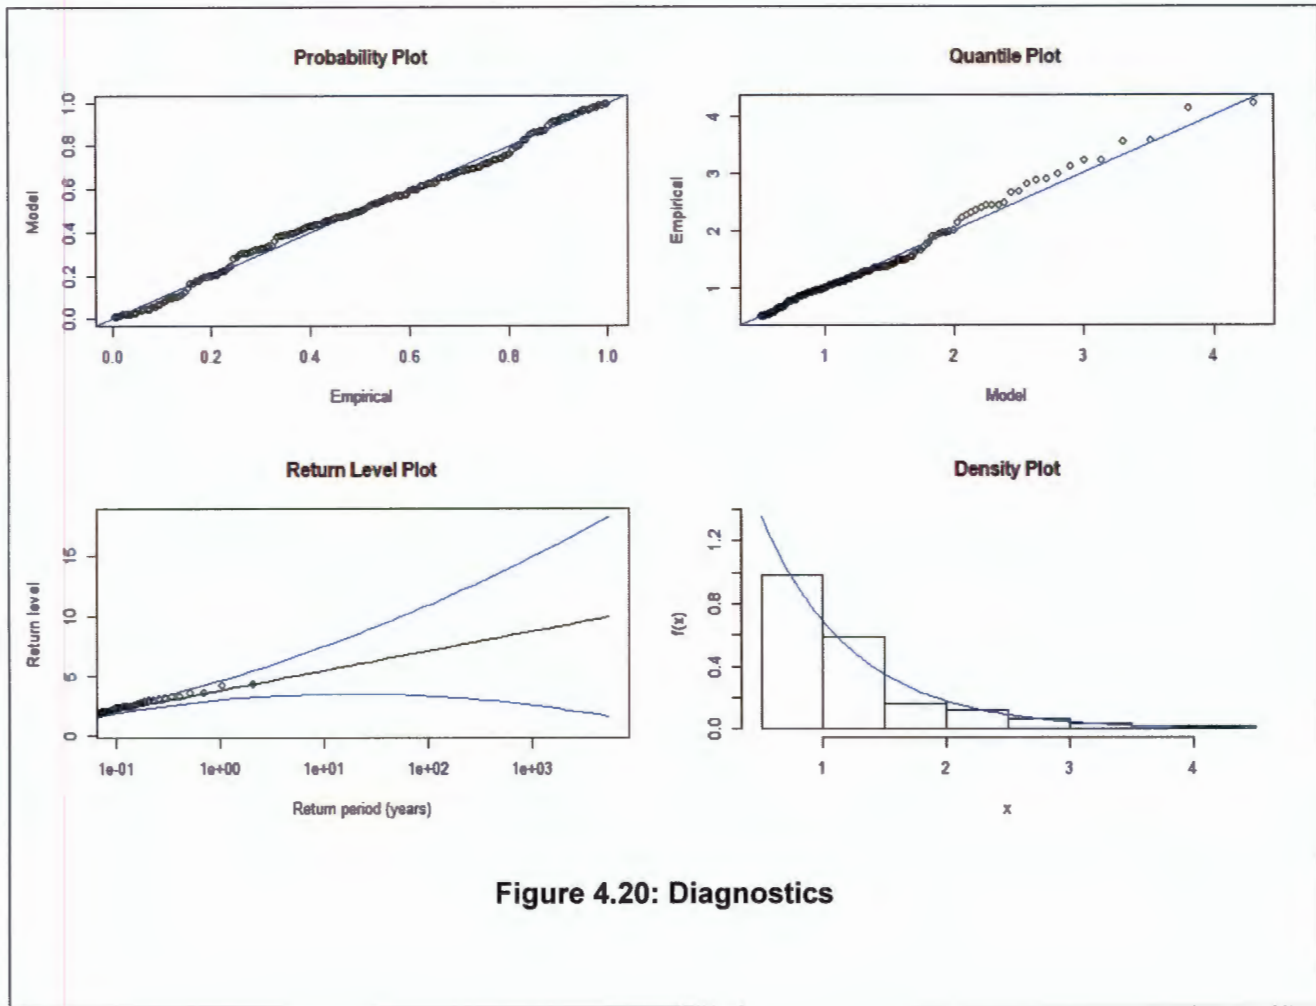 Probability Plot
Model
0.0 0.2 0.4 0.6 0.8 1.0
0.0 0.2 0.4 0.6 0.8 1.0
Empirical
Quantile Plot
Empirical
1 2 3 4
1 2 3 4
Model
Return Level Plot
Return level
0 5 10 15
1e-01 1e+00 1e+01 1e+02 1e+03
Return period (years)
Density Plot
f(x)
0.0 0.4 0.8 1.2
1 2 3 4
x
Figure 4.20: Diagnostics